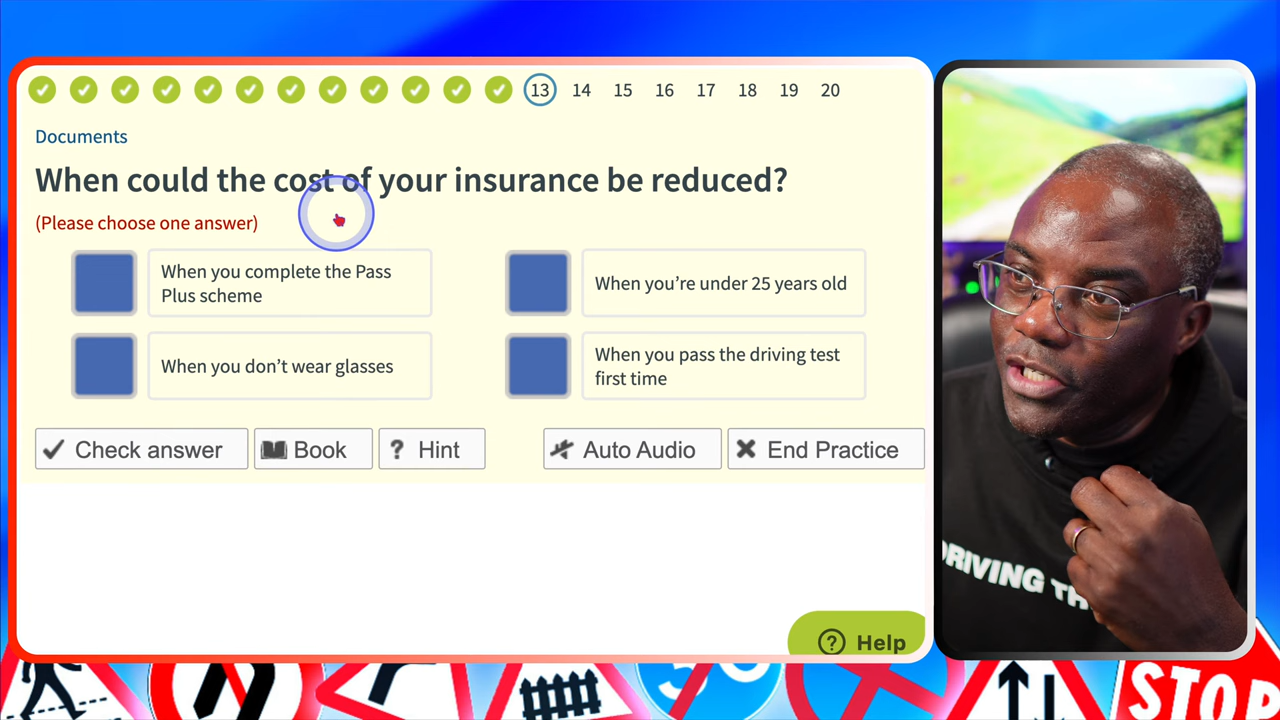 13 14 15 16 17 18 19 20
Documents
When could the cost of your insurance be reduced?
(Please choose one answer)
When you complete the Pass
Plus scheme
When you're under 25 years old
When you don't wear glasses
When you pass the driving test
first time
Check answer
Book
? Hint
Auto Audio
End Practice
? Help
DRIVING TH
STOP